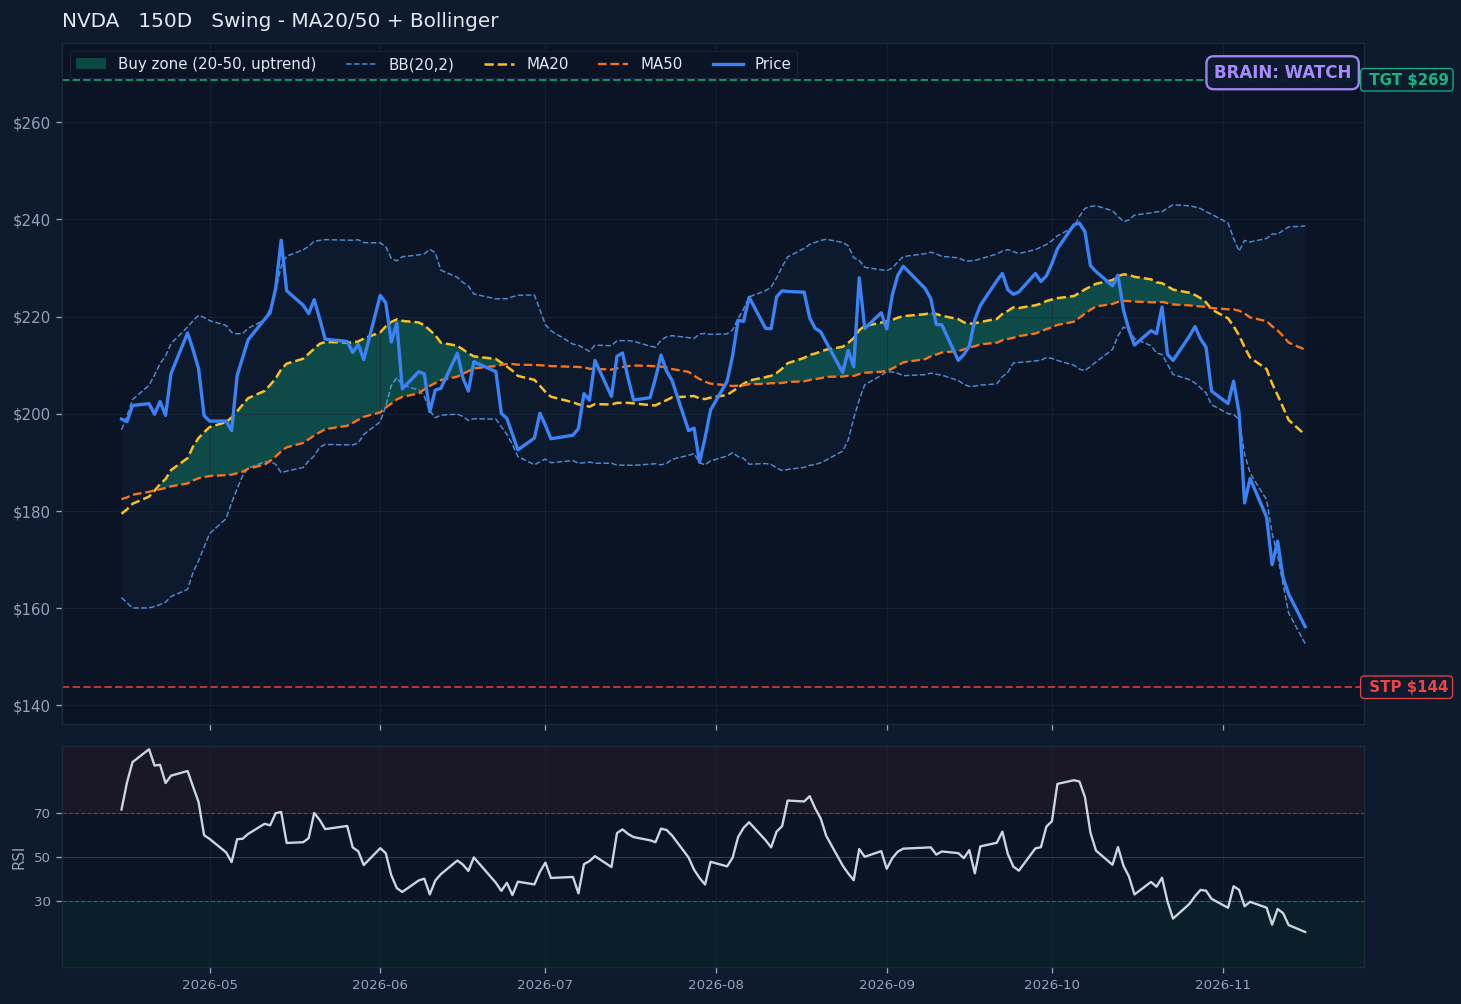 NVDA   150D   Swing - MA20/50 + Bollinger
Buy zone (20-50, uptrend)   BB(20,2)   MA20   MA50   Price
BRAIN: WATCH
TGT $269
$260
$240
$220
$200
$180
$160
STP $144
$140
70
50
30
RSI
2026-05   2026-06   2026-07   2026-08   2026-09   2026-10   2026-11